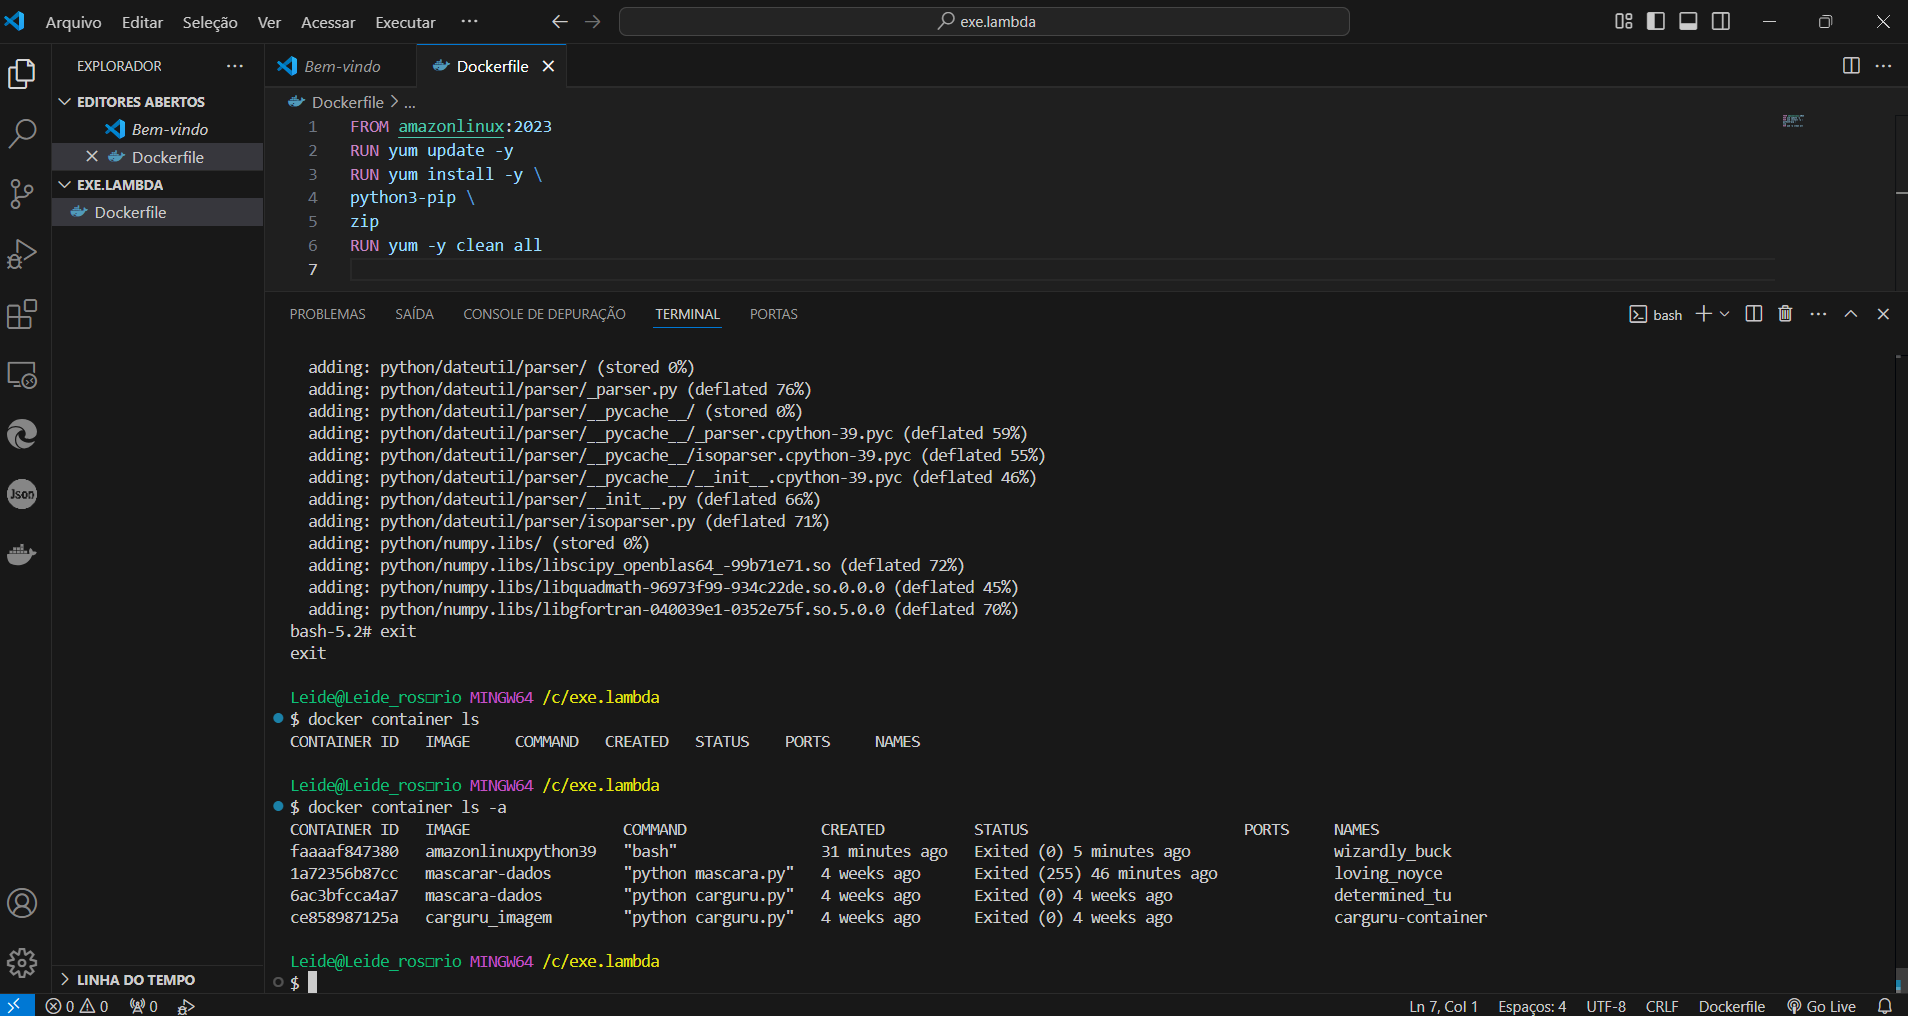 Arquivo Editar Seleção Ver Acessar Executar ··· exe.lambda
EXPLORADOR ···
EDITORES ABERTOS
Bem-vindo
Dockerfile
EXE.LAMBDA
Dockerfile
LINHA DO TEMPO
Bem-vindo Dockerfile
Dockerfile > ...
1 FROM amazonlinux:2023
2 RUN yum update -y
3 RUN yum install -y \
4 python3-pip \
5 zip
6 RUN yum -y clean all
7
PROBLEMAS SAÍDA CONSOLE DE DEPURAÇÃO TERMINAL PORTAS bash
adding: python/dateutil/parser/ (stored 0%)
adding: python/dateutil/parser/_parser.py (deflated 76%)
adding: python/dateutil/parser/__pycache__/ (stored 0%)
adding: python/dateutil/parser/__pycache__/_parser.cpython-39.pyc (deflated 59%)
adding: python/dateutil/parser/__pycache__/isoparser.cpython-39.pyc (deflated 55%)
adding: python/dateutil/parser/__pycache__/__init__.cpython-39.pyc (deflated 46%)
adding: python/dateutil/parser/__init__.py (deflated 66%)
adding: python/dateutil/parser/isoparser.py (deflated 71%)
adding: python/numpy.libs/ (stored 0%)
adding: python/numpy.libs/libscipy_openblas64_-99b71e71.so (deflated 72%)
adding: python/numpy.libs/libquadmath-96973f99-934c22de.so.0.0.0 (deflated 45%)
adding: python/numpy.libs/libgfortran-040039e1-0352e75f.so.5.0.0 (deflated 70%)
bash-5.2# exit
exit
Leide@Leide_ros□rio MINGW64 /c/exe.lambda
$ docker container ls
CONTAINER ID IMAGE COMMAND CREATED STATUS PORTS NAMES
Leide@Leide_ros□rio MINGW64 /c/exe.lambda
$ docker container ls -a
CONTAINER ID IMAGE COMMAND CREATED STATUS PORTS NAMES
faaaaf847380 amazonlinuxpython39 "bash" 31 minutes ago Exited (0) 5 minutes ago wizardly_buck
1a72356b87cc mascarar-dados "python mascara.py" 4 weeks ago Exited (255) 46 minutes ago loving_noyce
6ac3bfcca4a7 mascara-dados "python carguru.py" 4 weeks ago Exited (0) 4 weeks ago determined_tu
ce858987125a carguru_imagem "python carguru.py" 4 weeks ago Exited (0) 4 weeks ago carguru-container
Leide@Leide_ros□rio MINGW64 /c/exe.lambda
$
Json
0 0 0 Ln 7, Col 1 Espaços: 4 UTF-8 CRLF Dockerfile Go Live